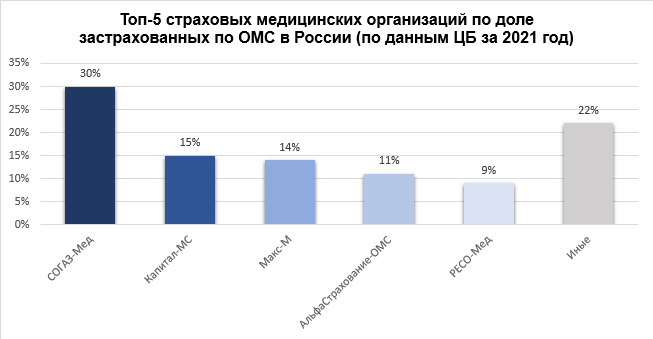 Топ-5 страховых медицинских организаций по доле
застрахованных по ОМС в России (по данным ЦБ за 2021 год)
35%
30%
25%
20%
15%
10%
5%
0%
30%
15%
14%
11%
9%
22%
СОГАЗ-Мед
Капитал-МС
Макс-М
АльфаСтрахование-ОМС
РЕСО-Мед
Иные